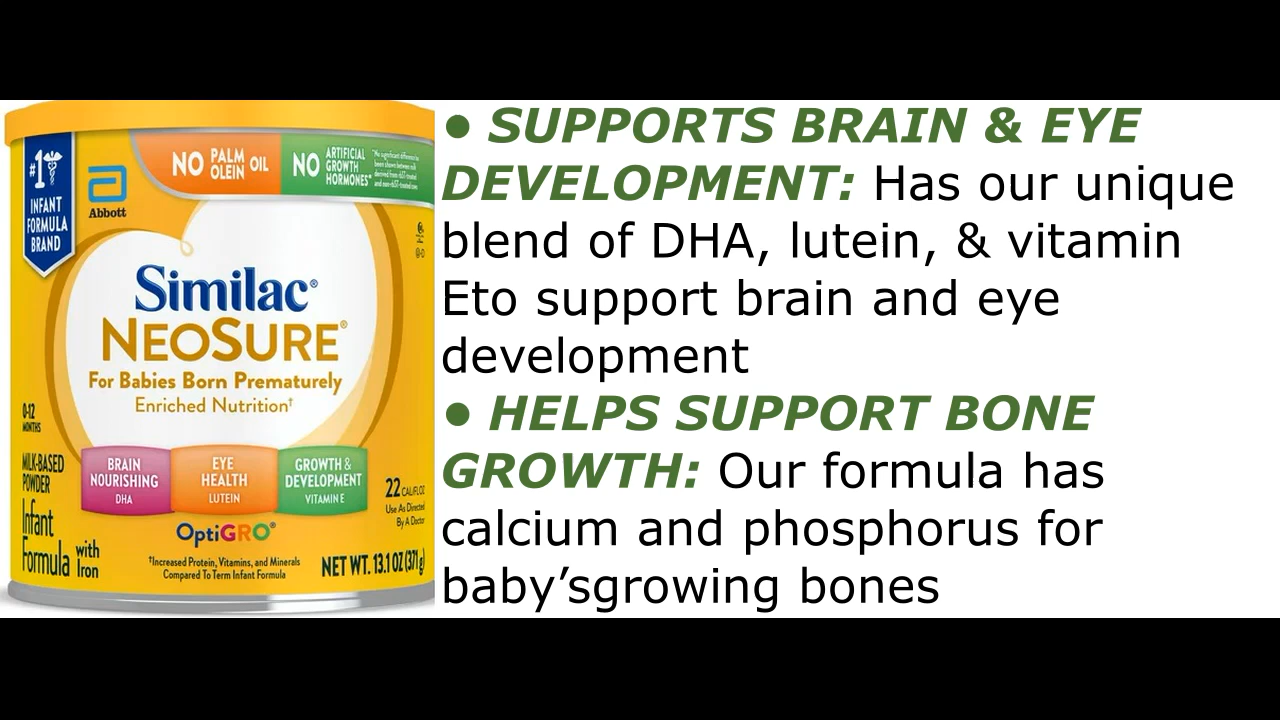 #1
INFANT
FORMULA
BRAND
Abbott
NO PALM OLEIN OIL
NO ARTIFICIAL GROWTH HORMONES*
Similac®
NEOSURE®
For Babies Born Prematurely
Enriched Nutrition†
0-12
MONTHS
MILK-BASED
POWDER
Infant
Formula with Iron
BRAIN
NOURISHING
DHA
EYE
HEALTH
LUTEIN
GROWTH &
DEVELOPMENT
VITAMIN E
OptiGRO®
22 CAL/FL OZ
Use As Directed
By A Doctor
†Increased Protein, Vitamins, and Minerals
Compared To Term Infant Formula
NET WT. 13.1 OZ (371g)
● SUPPORTS BRAIN & EYE
DEVELOPMENT: Has our unique
blend of DHA, lutein, & vitamin
Eto support brain and eye
development
● HELPS SUPPORT BONE
GROWTH: Our formula has
calcium and phosphorus for
baby’sgrowing bones